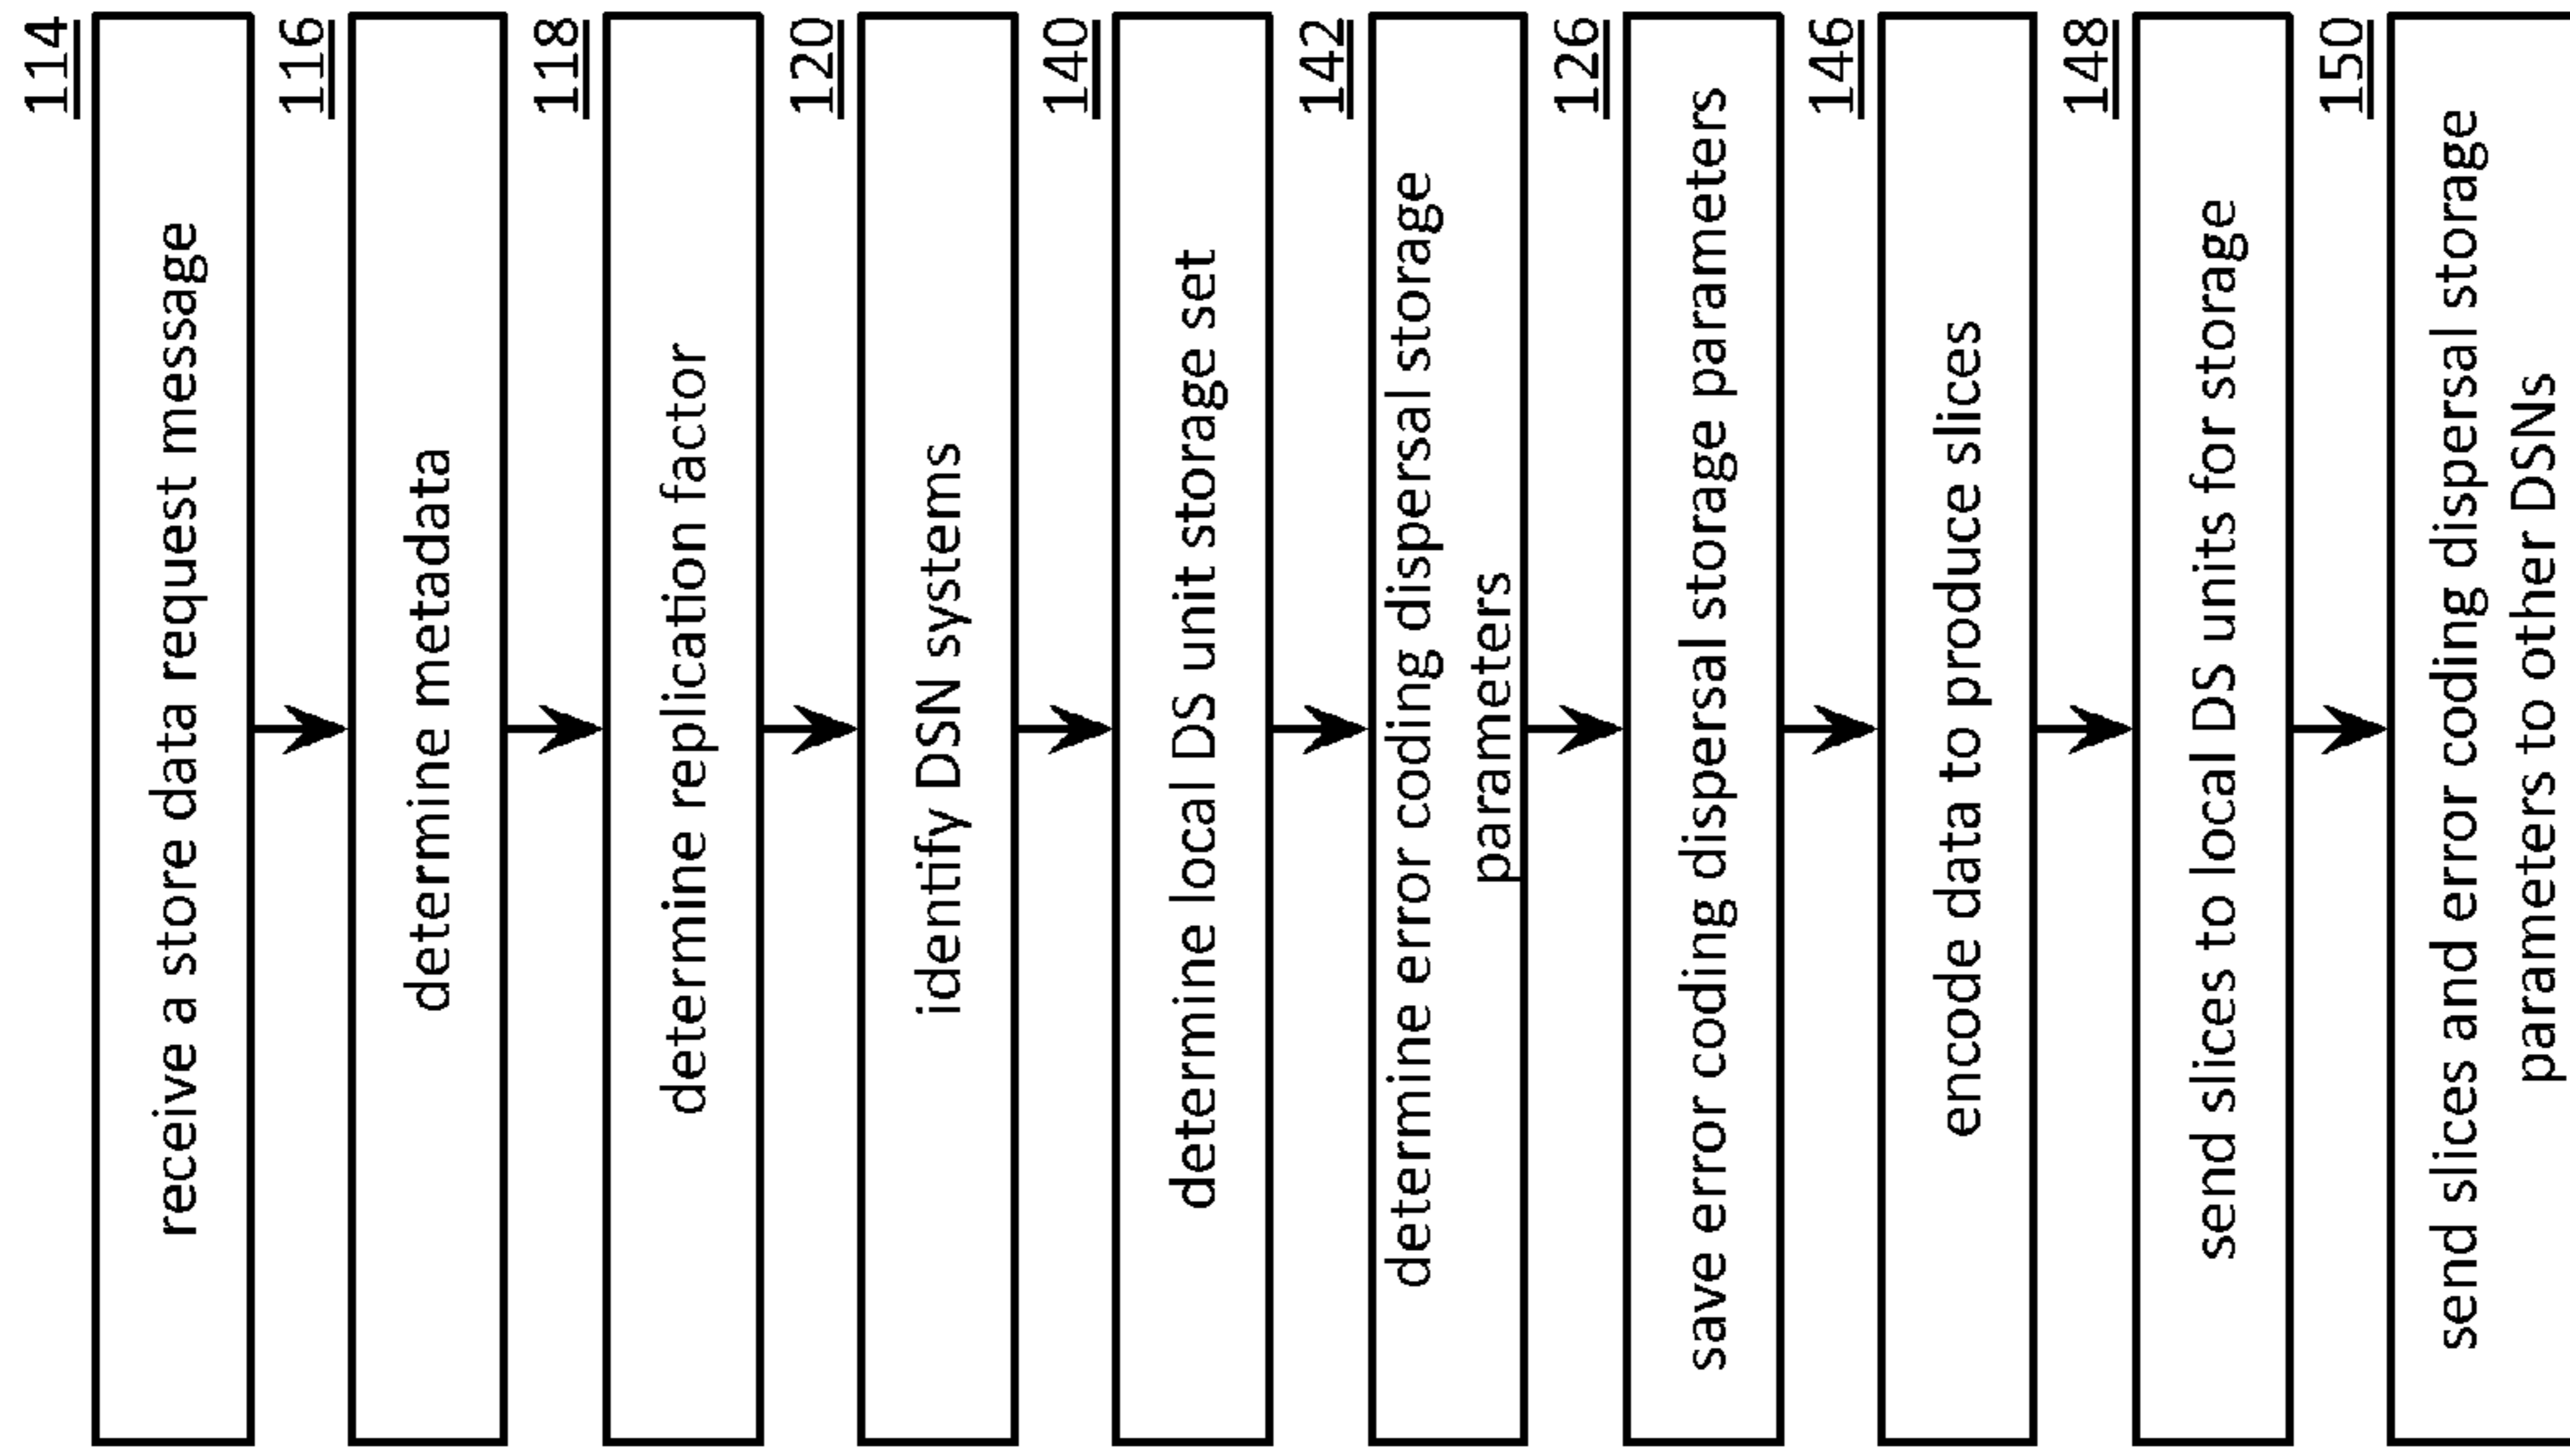 114
receive a store data request message
116
determine metadata
118
determine replication factor
120
identify DSN systems
140
determine local DS unit storage set
142
determine error coding dispersal storage
parameters
126
save error coding dispersal storage parameters
146
encode data to produce slices
148
send slices to local DS units for storage
150
send slices and error coding dispersal storage
parameters to other DSNs